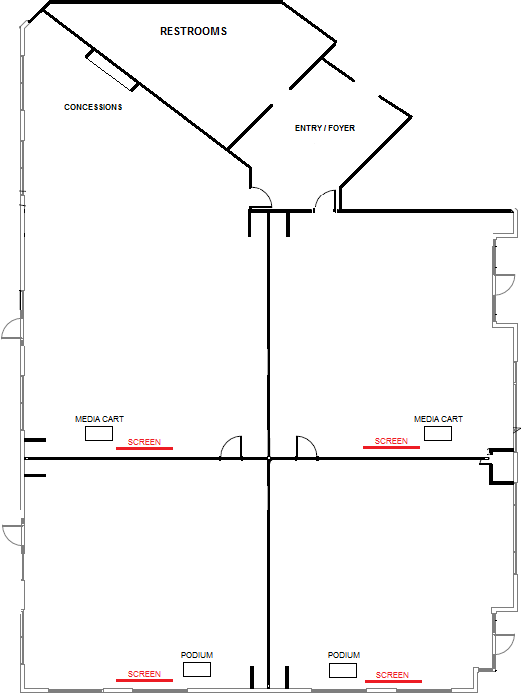 RESTROOMS
CONCESSIONS
ENTRY / FOYER
MEDIA CART
MEDIA CART
SCREEN
SCREEN
PODIUM
PODIUM
SCREEN
SCREEN